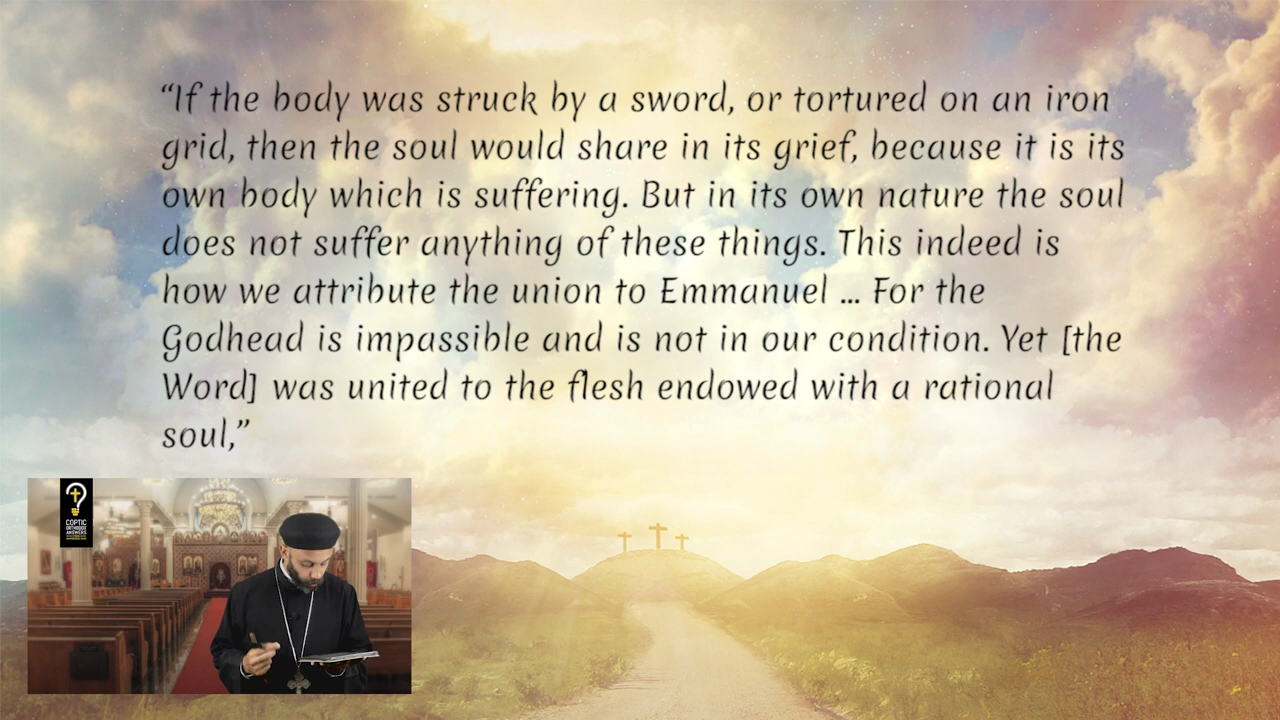 “If the body was struck by a sword, or tortured on an iron
grid, then the soul would share in its grief, because it is its
own body which is suffering. But in its own nature the soul
does not suffer anything of these things. This indeed is
how we attribute the union to Emmanuel ... For the
Godhead is impassible and is not in our condition. Yet [the
Word] was united to the flesh endowed with a rational
soul,”
COPTIC
ORTHODOX
ANSWERS